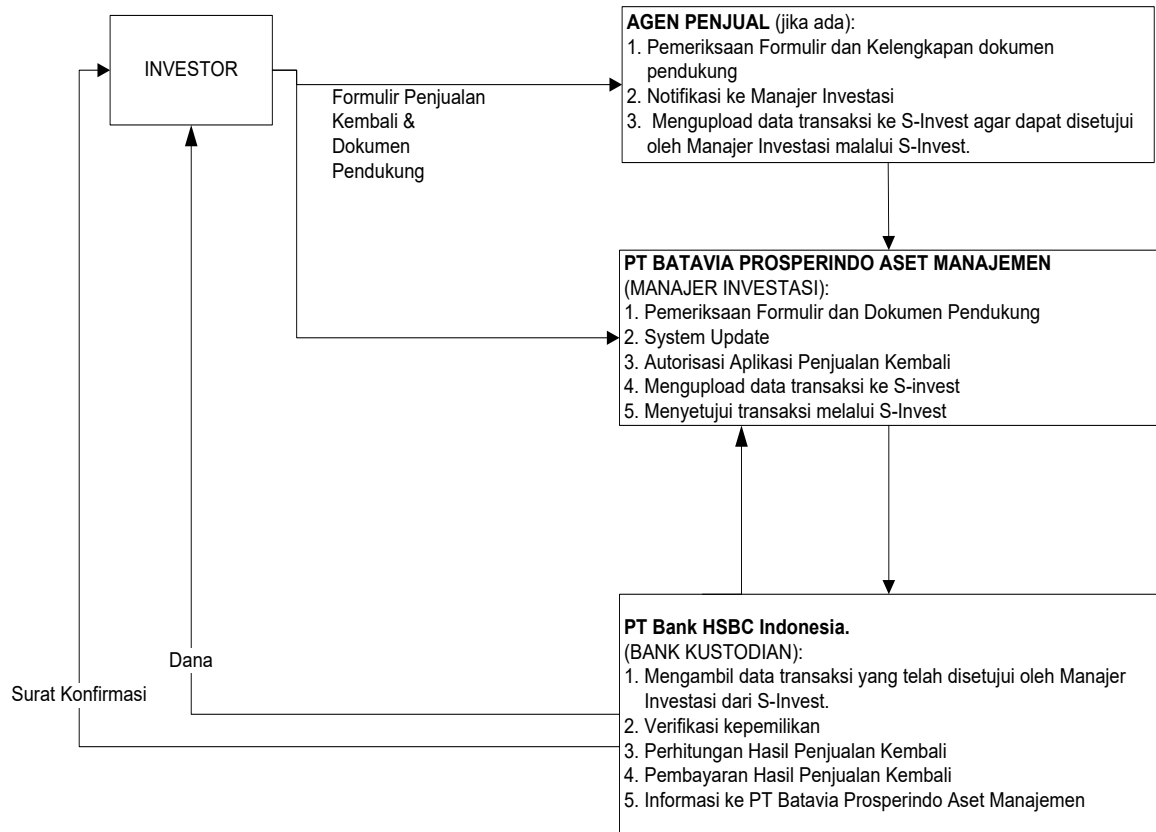 INVESTOR
Formulir Penjualan
Kembali &
Dokumen
Pendukung
AGEN PENJUAL (jika ada):
1. Pemeriksaan Formulir dan Kelengkapan dokumen
pendukung
2. Notifikasi ke Manajer Investasi
3. Mengupload data transaksi ke S-Invest agar dapat disetujui
oleh Manajer Investasi malalui S-Invest.
PT BATAVIA PROSPERINDO ASET MANAJEMEN
(MANAJER INVESTASI):
1. Pemeriksaan Formulir dan Dokumen Pendukung
2. System Update
3. Autorisasi Aplikasi Penjualan Kembali
4. Mengupload data transaksi ke S-invest
5. Menyetujui transaksi melalui S-Invest
PT Bank HSBC Indonesia.
(BANK KUSTODIAN):
1. Mengambil data transaksi yang telah disetujui oleh Manajer
Investasi dari S-Invest.
2. Verifikasi kepemilikan
3. Perhitungan Hasil Penjualan Kembali
4. Pembayaran Hasil Penjualan Kembali
5. Informasi ke PT Batavia Prosperindo Aset Manajemen
Dana
Surat Konfirmasi